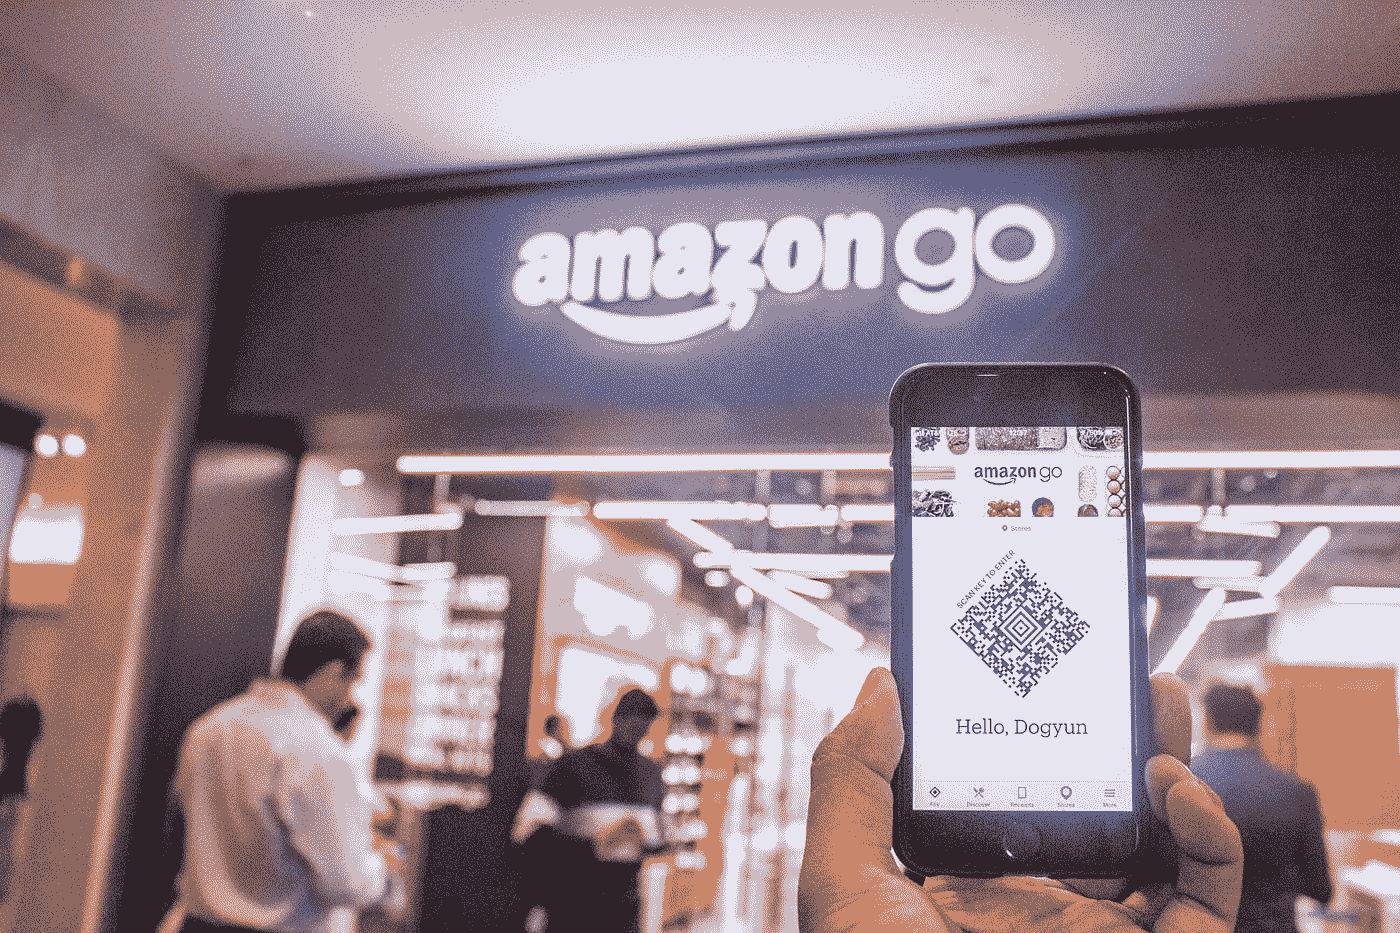 amazon go
amazon go
Stores
SCAN KEY TO ENTER
Hello, Dogyun
Key
Discover
Receipts
Stores
More